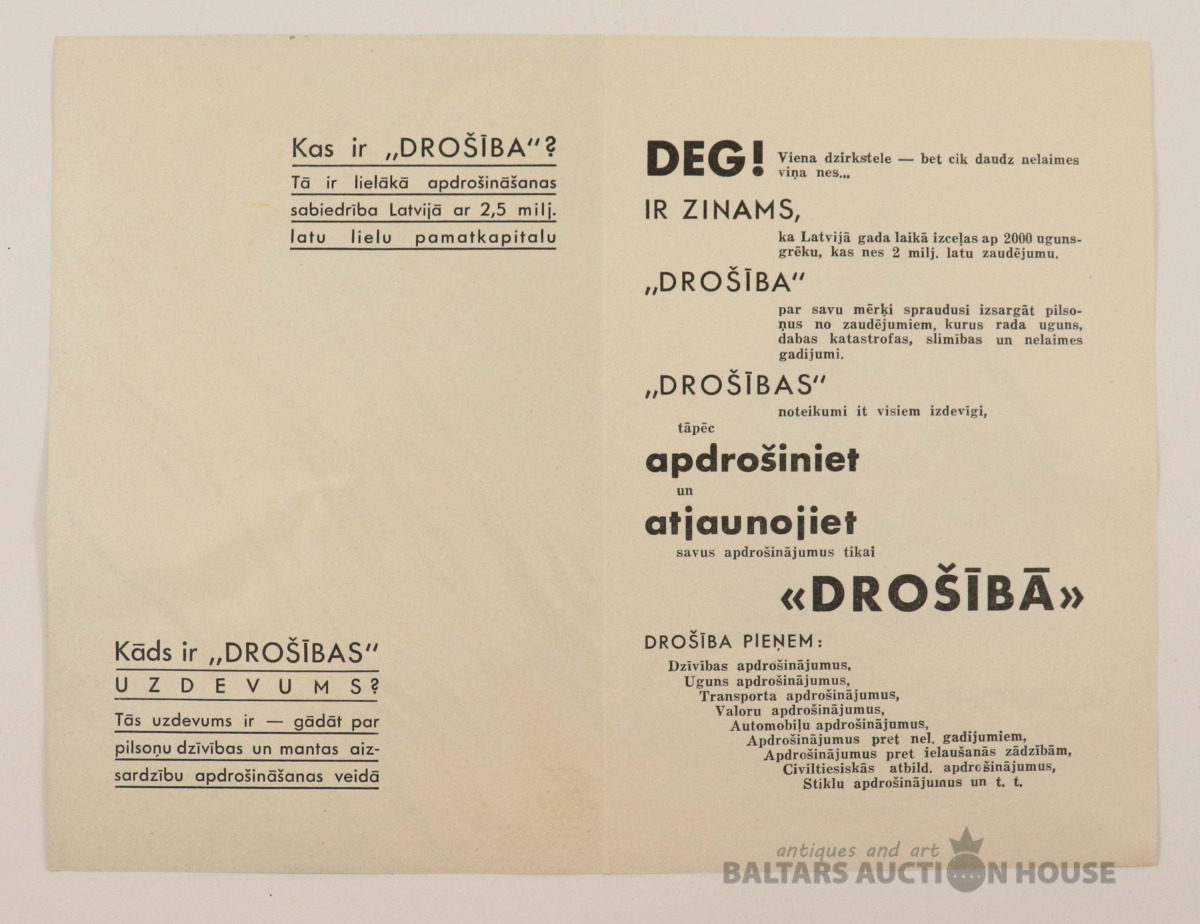 Kas ir „DROŠĪBA“?
Tā ir lielākā apdrošināšanas
sabiedrība Latvijā ar 2,5 milj.
latu lielu pamatkapitalu
Kāds ir „DROŠĪBAS“
UZDEVUMS?
Tās uzdevums ir — gādāt par
pilsoņu dzīvības un mantas aiz-
sardzību apdrošināšanas veidā
DEG! Viena dzirkstele — bet cik daudz nelaimes
viņa nes...
IR ZINAMS,
ka Latvijā gada laikā izceļas ap 2000 uguns-
grēku, kas nes 2 milj. latu zaudējumu.
„DROŠĪBA“
par savu mērķi spraudusi izsargāt pilso-
ņus no zaudējumiem, kurus rada uguns,
dabas katastrofas, slimības un nelaimes
gadijumi.
„DROŠĪBAS“
noteikumi it visiem izdevīgi,
tāpēc
apdrošiniet
un
atjaunojiet
savus apdrošinājumus tikai
«DROŠĪBĀ»
DROŠĪBA PIEŅEM:
Dzīvības apdrošinājumus,
Uguns apdrošinājumus,
Transporta apdrošinājumus,
Valoru apdrošinājumus,
Automobiļu apdrošinājumus,
Apdrošinājumus pret nel. gadijumiem,
Apdrošinājumus pret ielaušanās zādzībām,
Civiltiesiskās atbild. apdrošinājumus,
Stiklu apdrošinājumus un t. t.
antiques and art
BALTARS AUCTION HOUSE